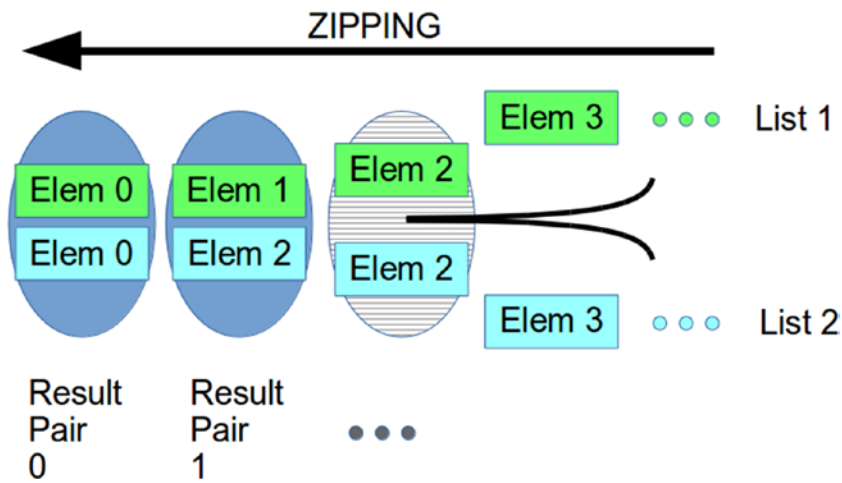 ZIPPING
Elem 3
List 1
Elem 0
Elem 1
Elem 2
Elem 0
Elem 2
Elem 2
Elem 3
List 2
Result
Pair
0
Result
Pair
1